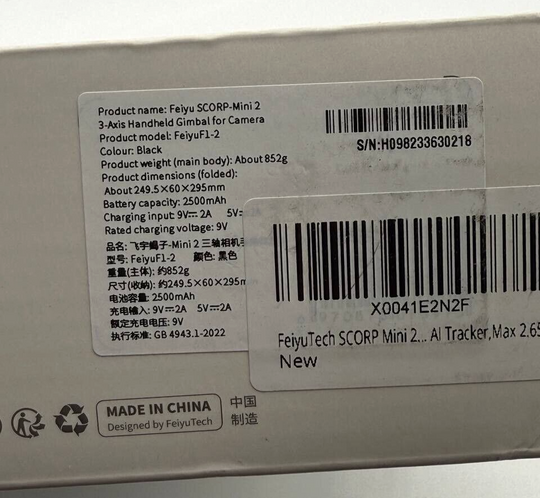 Product name: Feiyu SCORP-Mini 2
3-Axis Handheld Gimbal for Camera
Product model: FeiyuF1-2
Colour: Black
Product weight (main body): About 852g
Product dimensions (folded):
About 249.5×60×295mm
Battery capacity: 2500mAh
Charging input: 9V⎓2A 5V⎓
Rated charging voltage: 9V
品名: 飞宇蝎子-Mini 2 三轴相机手
型号: FeiyuF1-2 颜色: 黑色
重量(主体): 约852g
尺寸(收纳): 约249.5×60×295m
电池容量: 2500mAh
充电输入: 9V⎓2A 5V⎓2A
额定充电电压: 9V
执行标准: GB 4943.1-2022
S/N:H098233630218
X0041E2N2F
FeiyuTech SCORP Mini 2... AI Tracker,Max 2.65
New
MADE IN CHINA
Designed by FeiyuTech
中国
制造